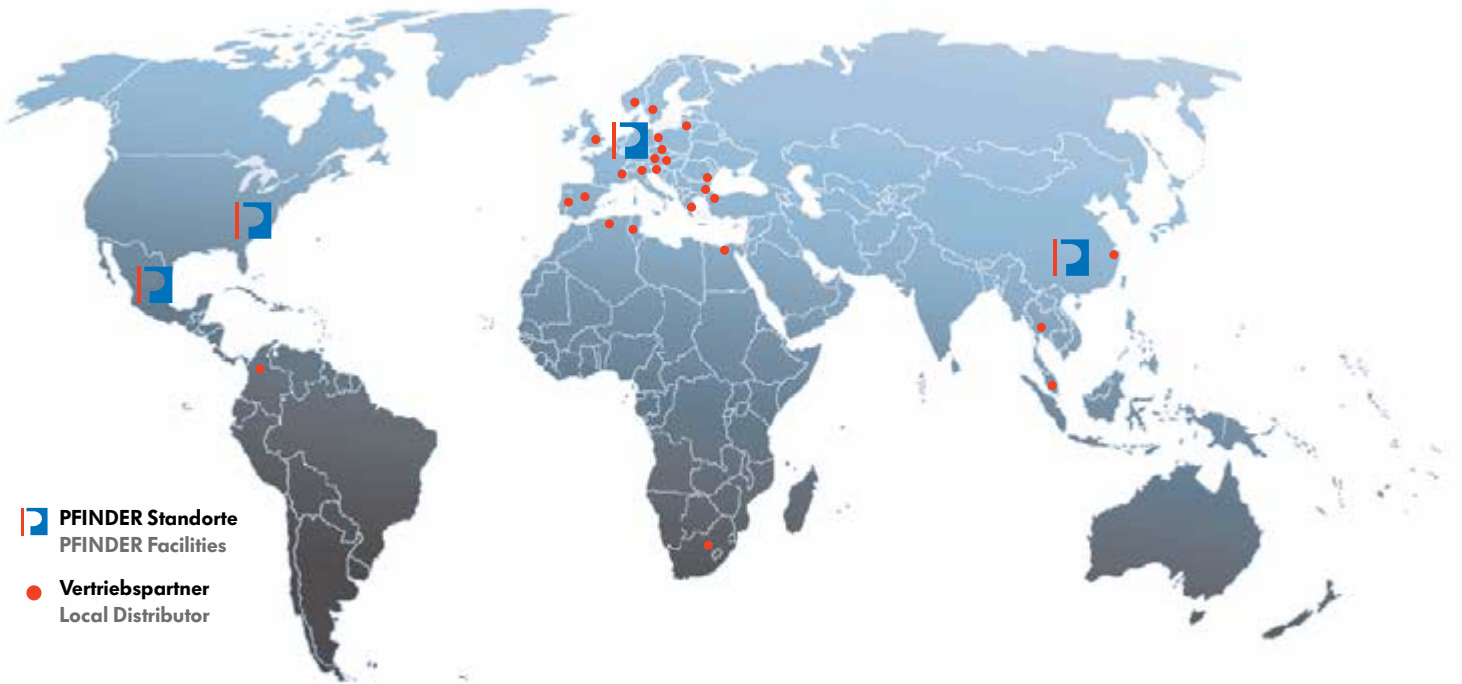 PFINDER Standorte
PFINDER Facilities
Vertriebspartner
Local Distributor